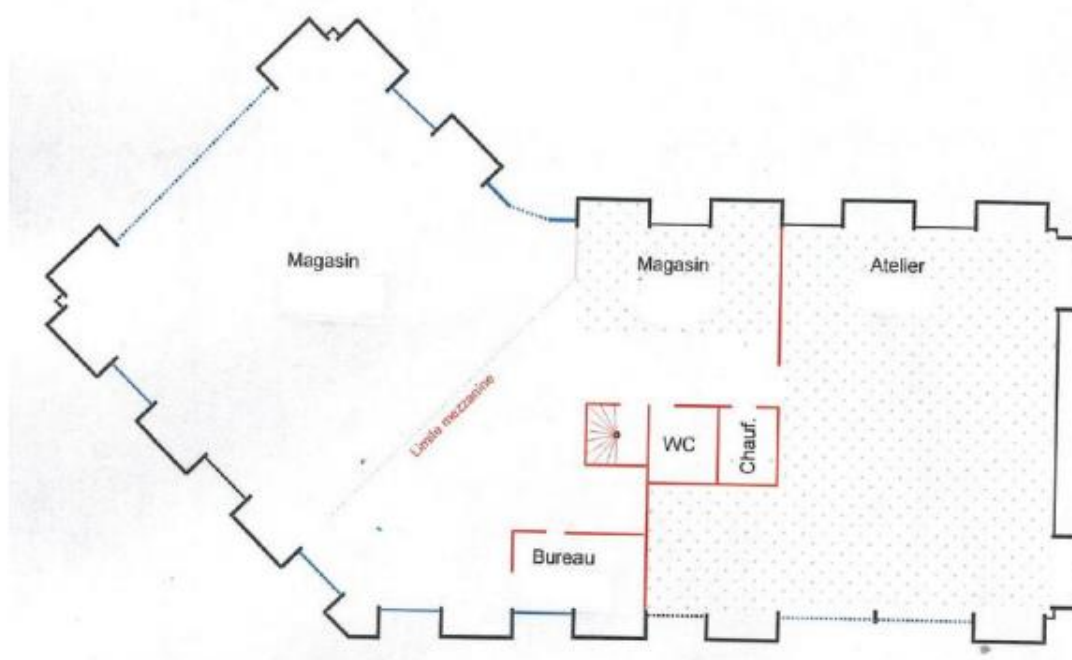 Magasin
Magasin
Atelier
Limite mezzanine
WC
Chauf.
Bureau